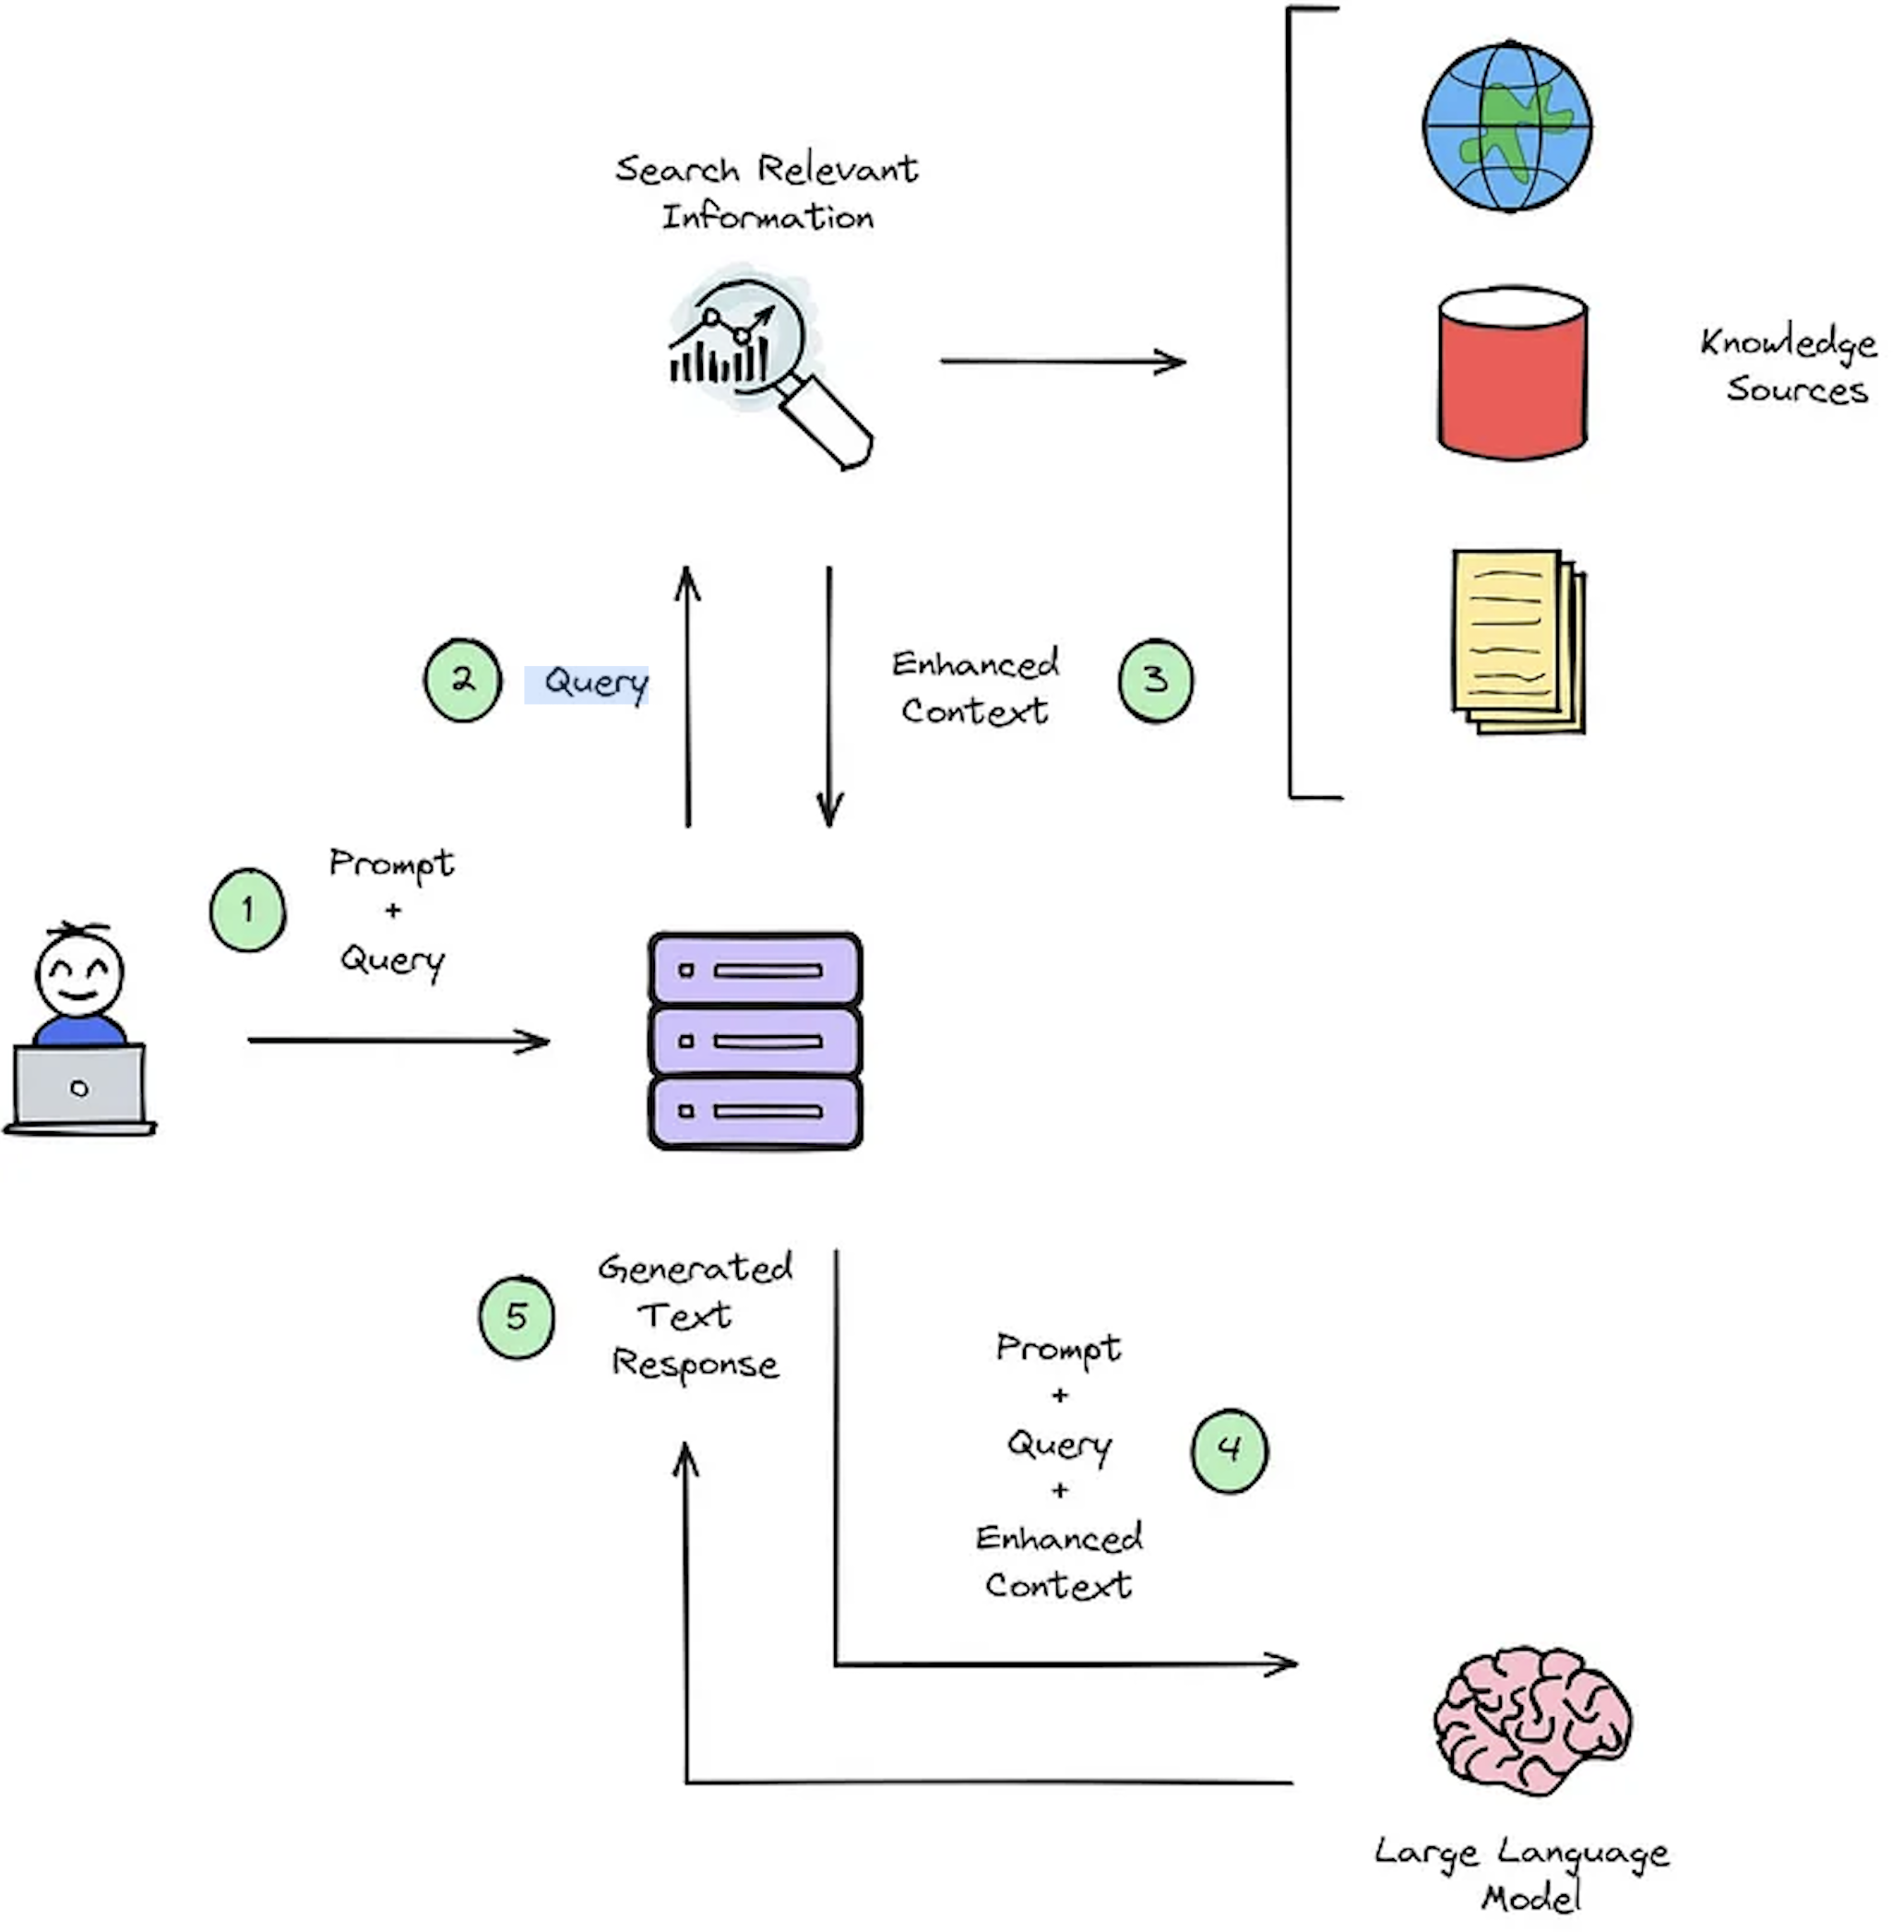 Search Relevant
Information
Knowledge
Sources
2
Query
Enhanced
Context
3
1
Prompt
+
Query
5
Generated
Text
Response
Prompt
+
Query
+
Enhanced
Context
4
Large Language
Model